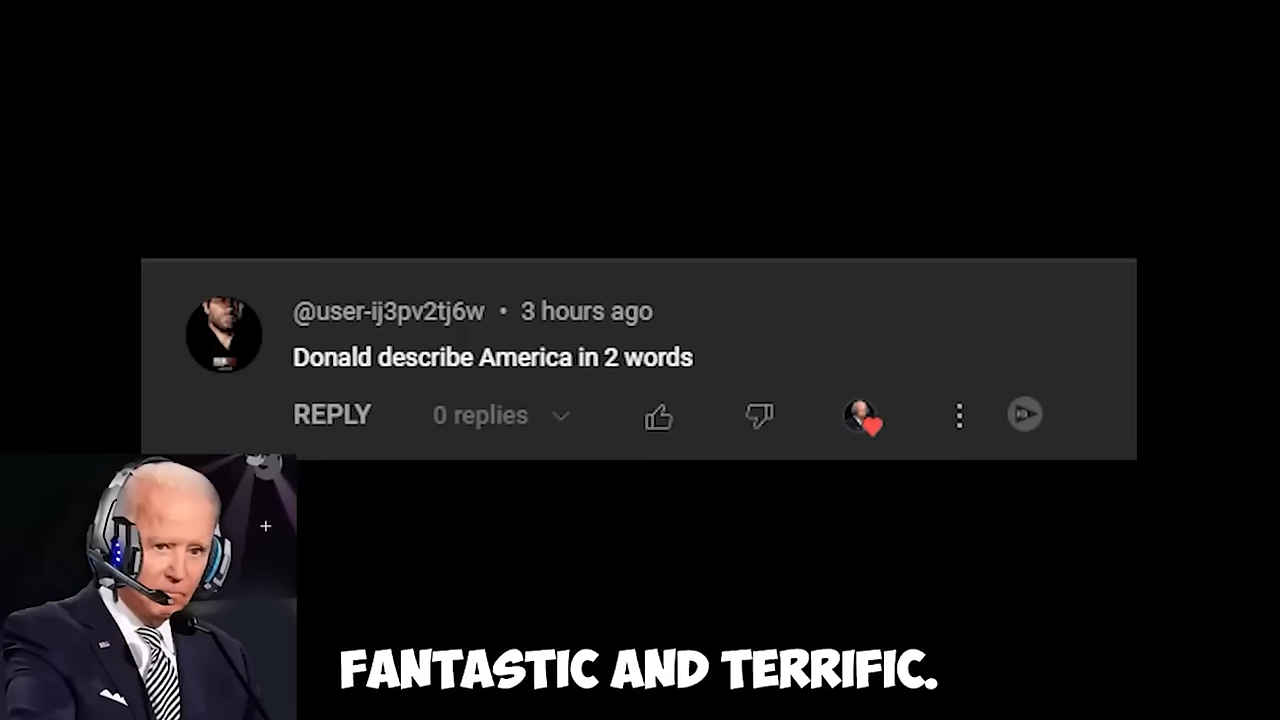 @user-ij3pv2tj6w • 3 hours ago
Donald describe America in 2 words
REPLY 0 replies
FANTASTIC AND TERRIFIC.